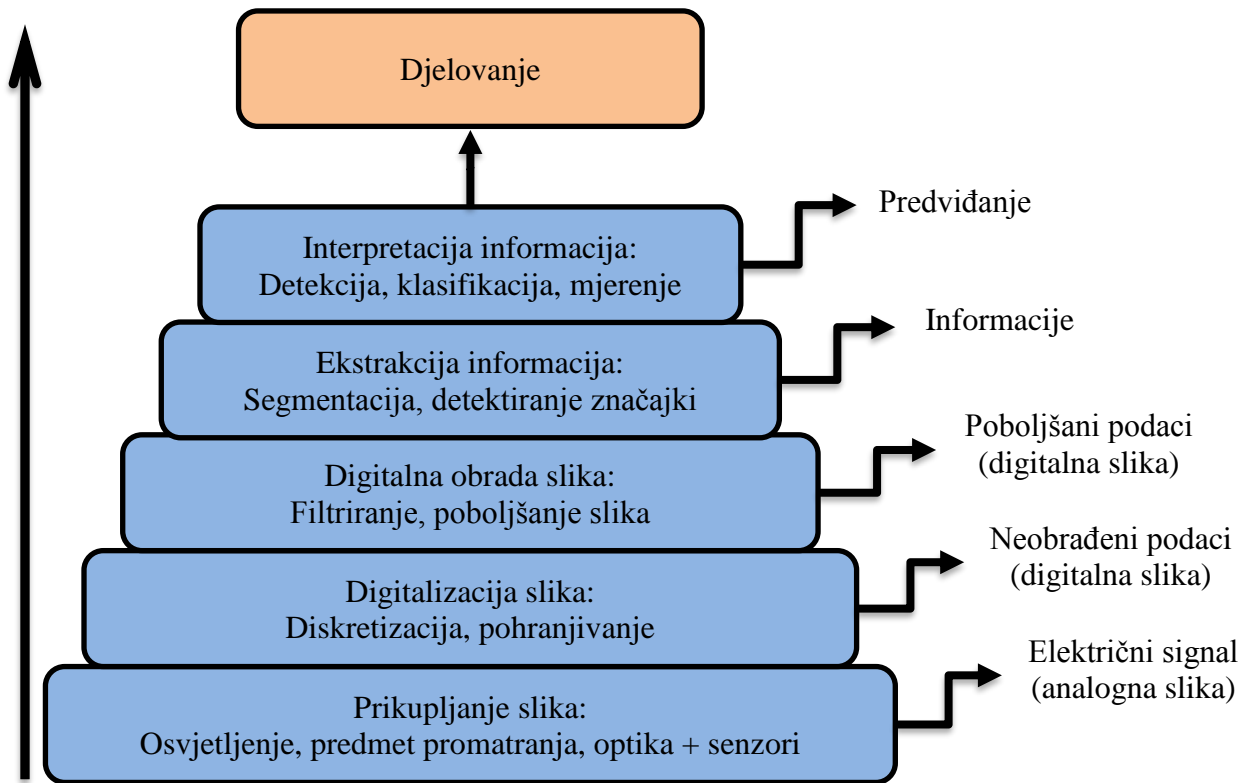 Djelovanje
Predviđanje
Interpretacija informacija:
Detekcija, klasifikacija, mjerenje
Informacije
Ekstrakcija informacija:
Segmentacija, detektiranje značajki
Poboljšani podaci
(digitalna slika)
Digitalna obrada slika:
Filtriranje, poboljšanje slika
Neobrađeni podaci
(digitalna slika)
Digitalizacija slika:
Diskretizacija, pohranjivanje
Električni signal
(analogna slika)
Prikupljanje slika:
Osvjetljenje, predmet promatranja, optika + senzori